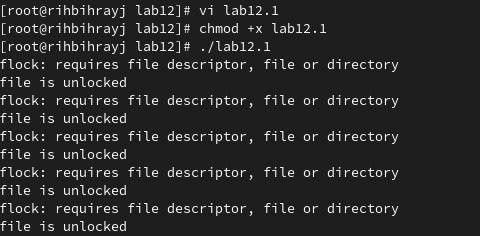 [root@rihbihrayj lab12]# vi lab12.1
[root@rihbihrayj lab12]# chmod +x lab12.1
[root@rihbihrayj lab12]# ./lab12.1
flock: requires file descriptor, file or directory
file is unlocked
flock: requires file descriptor, file or directory
file is unlocked
flock: requires file descriptor, file or directory
file is unlocked
flock: requires file descriptor, file or directory
file is unlocked
flock: requires file descriptor, file or directory
file is unlocked